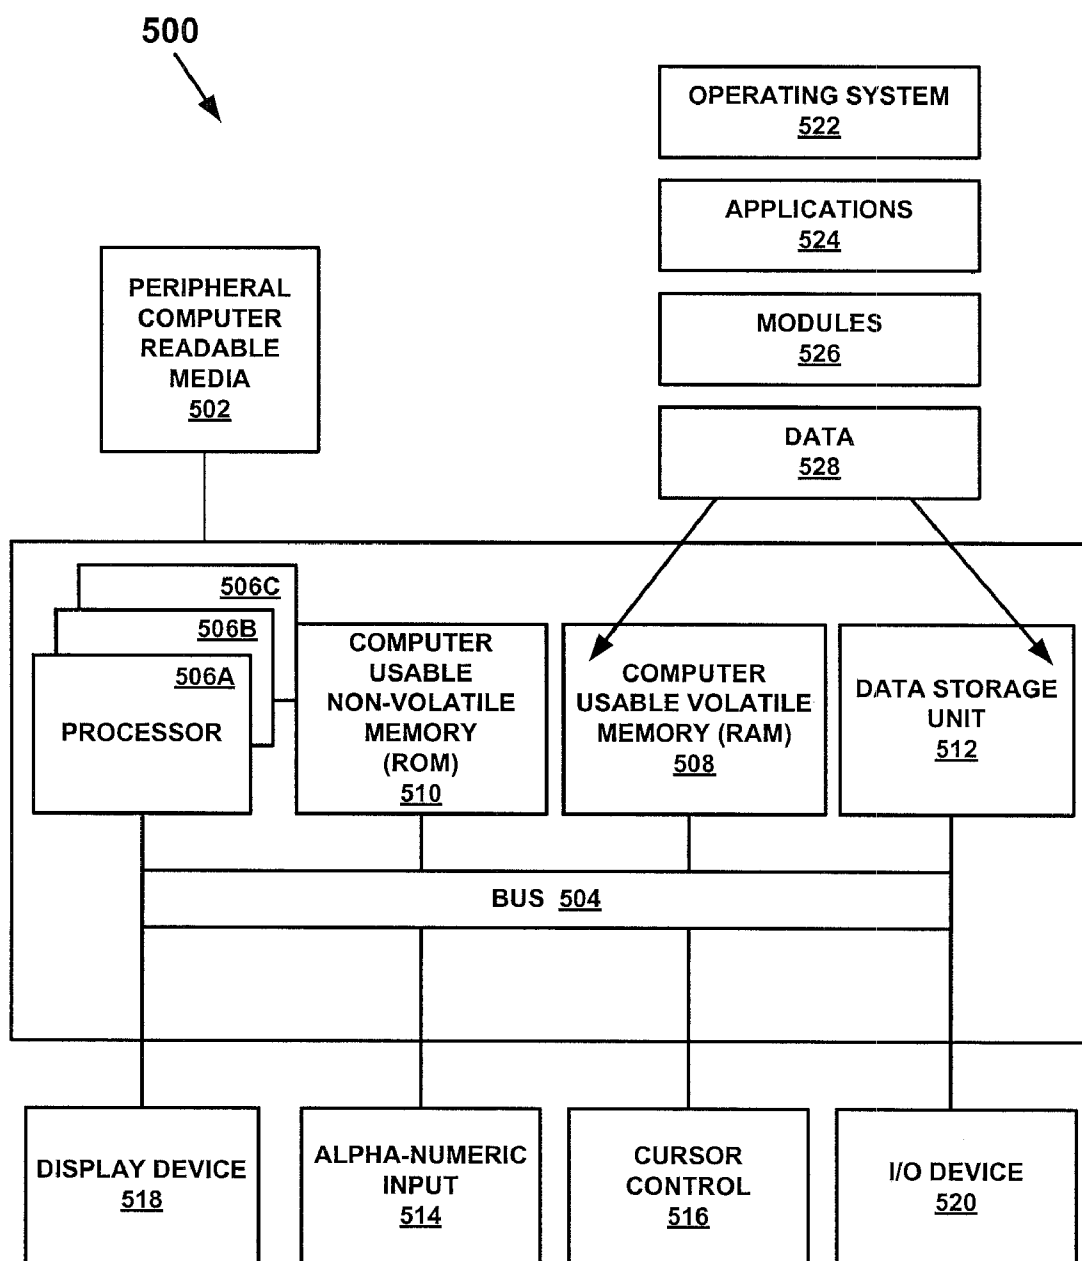 500
OPERATING SYSTEM
522
APPLICATIONS
524
MODULES
526
DATA
528
PERIPHERAL
COMPUTER
READABLE
MEDIA
502
506C
506B
506A
PROCESSOR
COMPUTER
USABLE
NON-VOLATILE
MEMORY
(ROM)
510
COMPUTER
USABLE VOLATILE
MEMORY (RAM)
508
DATA STORAGE
UNIT
512
BUS 504
DISPLAY DEVICE
518
ALPHA-NUMERIC
INPUT
514
CURSOR
CONTROL
516
I/O DEVICE
520